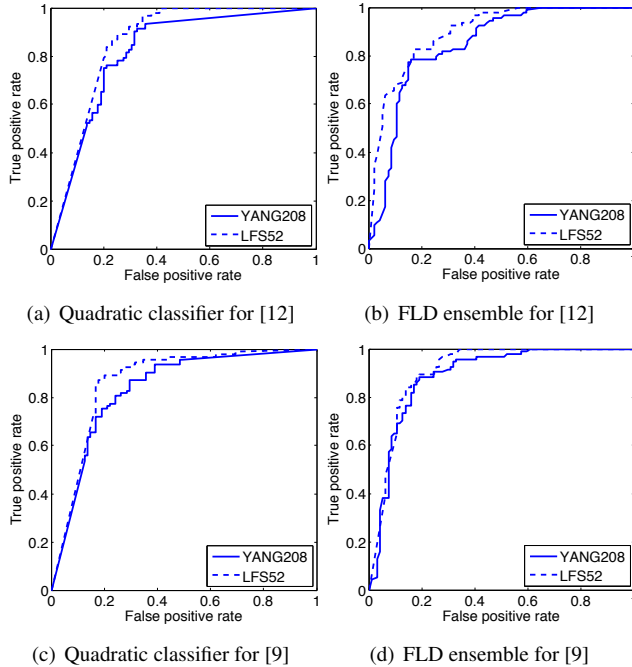 1
0.8
0.6
0.4
0.2
0
True positive rate
0 0.2 0.4 0.6 0.8 1
False positive rate
YANG208
LFS52
(a) Quadratic classifier for [12]
1
0.8
0.6
0.4
0.2
0
True positive rate
0 0.2 0.4 0.6 0.8 1
False positive rate
YANG208
LFS52
(b) FLD ensemble for [12]
1
0.8
0.6
0.4
0.2
0
True positive rate
0 0.2 0.4 0.6 0.8 1
False positive rate
YANG208
LFS52
(c) Quadratic classifier for [9]
1
0.8
0.6
0.4
0.2
0
True positive rate
0 0.2 0.4 0.6 0.8 1
False positive rate
YANG208
LFS52
(d) FLD ensemble for [9]